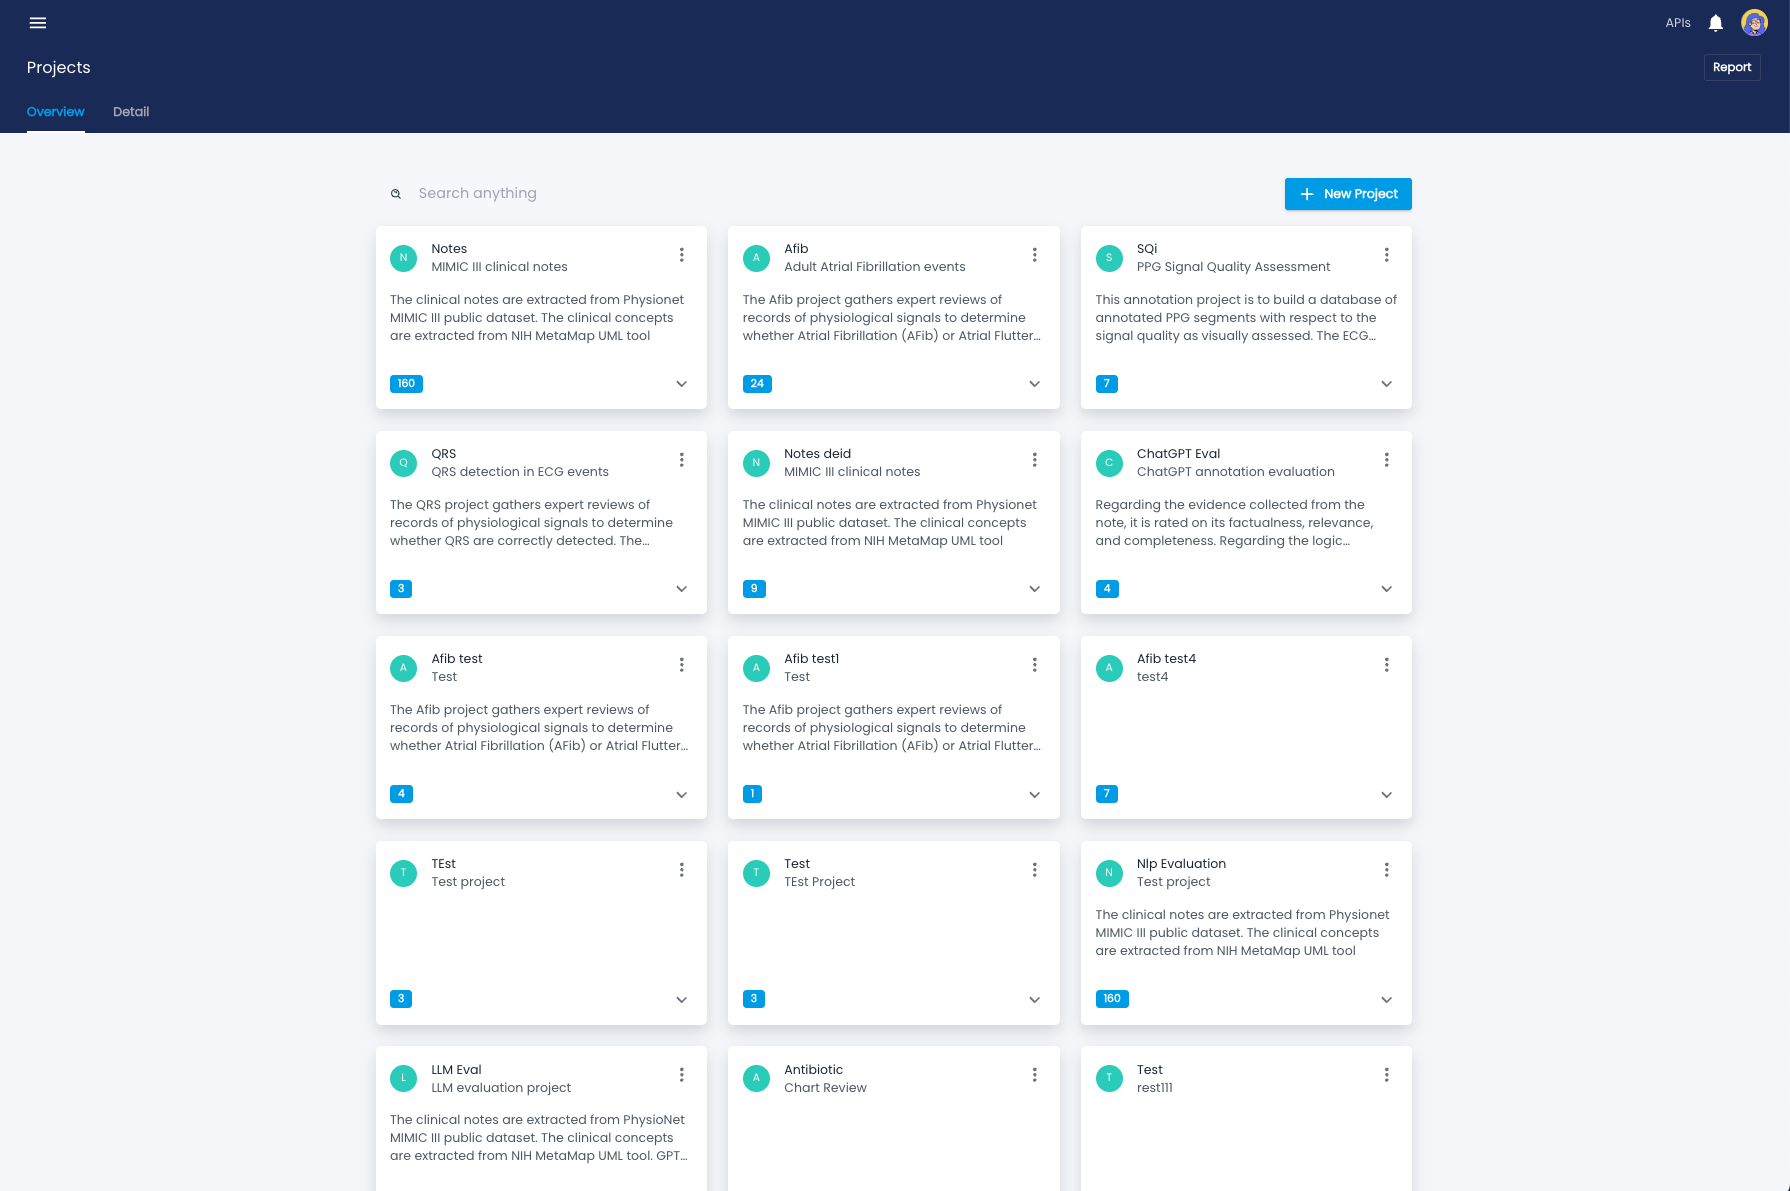 APIs
Projects
Report
Overview
Detail
Search anything
New Project
N
Notes
MIMIC III clinical notes
The clinical notes are extracted from Physionet
MIMIC III public dataset. The clinical concepts
are extracted from NIH MetaMap UML tool
160
A
Afib
Adult Atrial Fibrillation events
The Afib project gathers expert reviews of
records of physiological signals to determine
whether Atrial Fibrillation (AFib) or Atrial Flutter...
24
S
SQi
PPG Signal Quality Assessment
This annotation project is to build a database of
annotated PPG segments with respect to the
signal quality as visually assessed. The ECG...
7
Q
QRS
QRS detection in ECG events
The QRS project gathers expert reviews of
records of physiological signals to determine
whether QRS are correctly detected. The...
3
N
Notes deid
MIMIC III clinical notes
The clinical notes are extracted from Physionet
MIMIC III public dataset. The clinical concepts
are extracted from NIH MetaMap UML tool
9
C
ChatGPT Eval
ChatGPT annotation evaluation
Regarding the evidence collected from the
note, it is rated on its factualness, relevance,
and completeness. Regarding the logic...
4
A
Afib test
Test
The Afib project gathers expert reviews of
records of physiological signals to determine
whether Atrial Fibrillation (AFib) or Atrial Flutter...
4
A
Afib test1
Test
The Afib project gathers expert reviews of
records of physiological signals to determine
whether Atrial Fibrillation (AFib) or Atrial Flutter...
1
A
Afib test4
test4
7
T
TEst
Test project
3
T
Test
TEst Project
3
N
Nlp Evaluation
Test project
The clinical notes are extracted from Physionet
MIMIC III public dataset. The clinical concepts
are extracted from NIH MetaMap UML tool
160
L
LLM Eval
LLM evaluation project
The clinical notes are extracted from PhysioNet
MIMIC III public dataset. The clinical concepts
are extracted from NIH MetaMap UML tool. GPT...
A
Antibiotic
Chart Review
T
Test
rest111